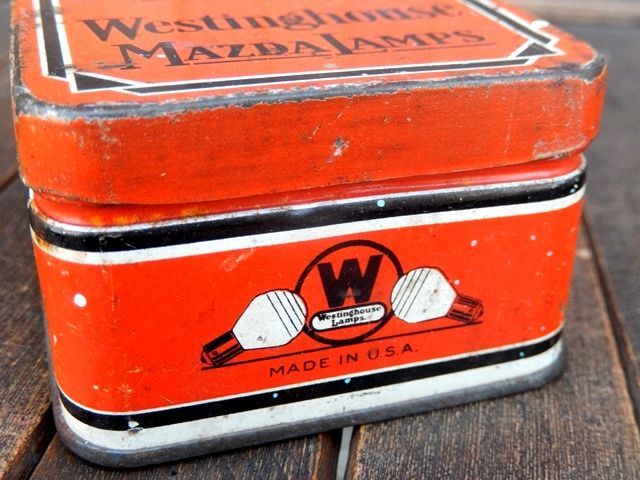 Westinghouse
MAZDA LAMPS
W
Westinghouse
Lamps.
MADE IN U.S.A.